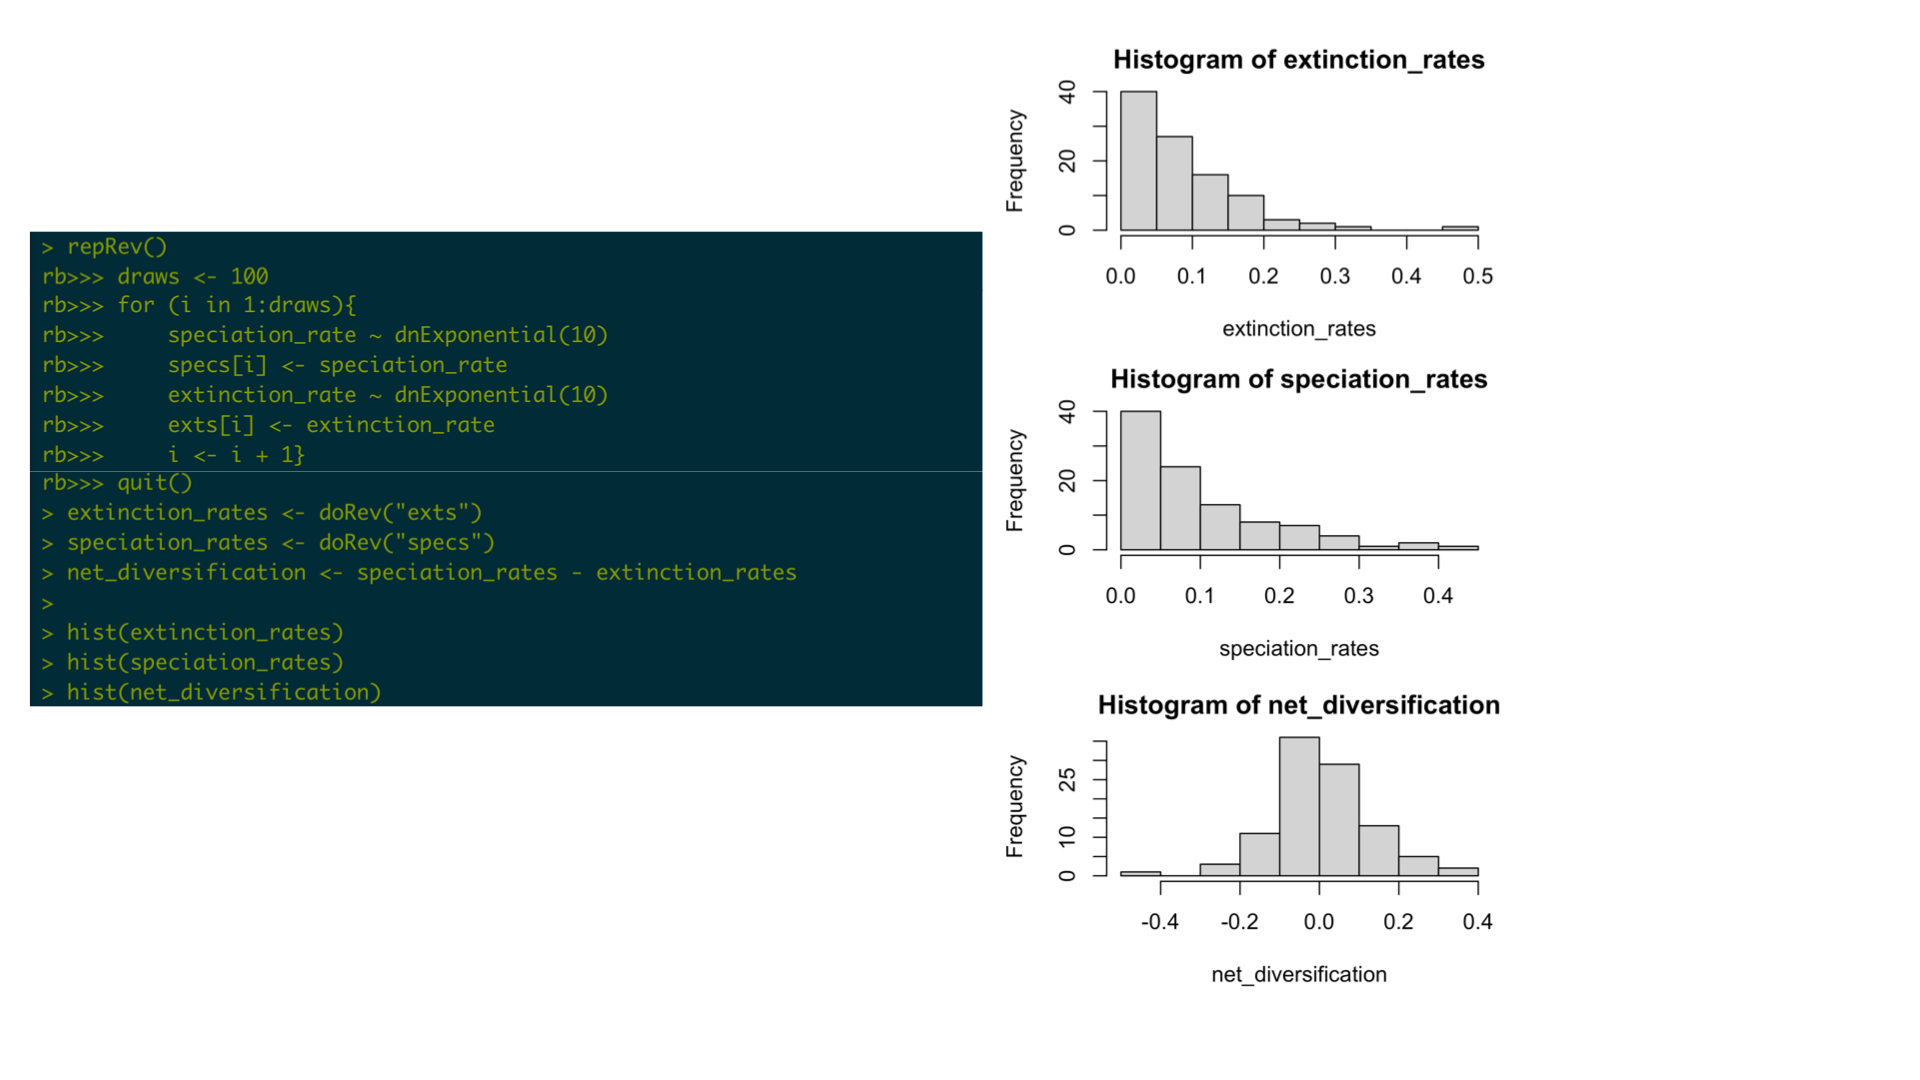 > repRev()
rb>>> draws <- 100
rb>>> for (i in 1:draws){
rb>>>     speciation_rate ~ dnExponential(10)
rb>>>     specs[i] <- speciation_rate
rb>>>     extinction_rate ~ dnExponential(10)
rb>>>     exts[i] <- extinction_rate
rb>>>     i <- i + 1}
rb>>> quit()
> extinction_rates <- doRev("exts")
> speciation_rates <- doRev("specs")
> net_diversification <- speciation_rates - extinction_rates
>
> hist(extinction_rates)
> hist(speciation_rates)
> hist(net_diversification)
Histogram of extinction_rates
Frequency
40
20
0
0.0 0.1 0.2 0.3 0.4 0.5
extinction_rates
Histogram of speciation_rates
Frequency
40
20
0
0.0 0.1 0.2 0.3 0.4
speciation_rates
Histogram of net_diversification
Frequency
25
10
0
-0.4 -0.2 0.0 0.2 0.4
net_diversification